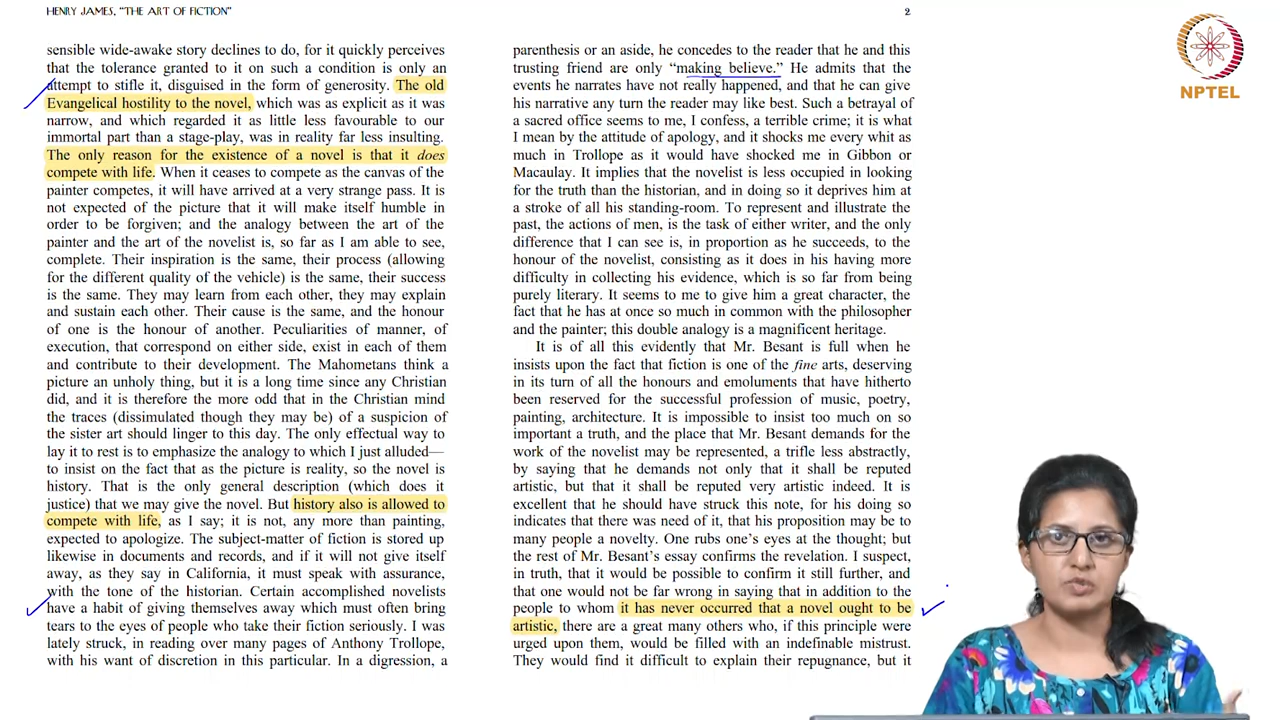 HENRY JAMES, "THE ART OF FICTION"
2
sensible wide-awake story declines to do, for it quickly perceives
that the tolerance granted to it on such a condition is only an
attempt to stifle it, disguised in the form of generosity. The old
Evangelical hostility to the novel, which was as explicit as it was
narrow, and which regarded it as little less favourable to our
immortal part than a stage-play, was in reality far less insulting.
The only reason for the existence of a novel is that it does
compete with life. When it ceases to compete as the canvas of the
painter competes, it will have arrived at a very strange pass. It is
not expected of the picture that it will make itself humble in
order to be forgiven; and the analogy between the art of the
painter and the art of the novelist is, so far as I am able to see,
complete. Their inspiration is the same, their process (allowing
for the different quality of the vehicle) is the same, their success
is the same. They may learn from each other, they may explain
and sustain each other. Their cause is the same, and the honour
of one is the honour of another. Peculiarities of manner, of
execution, that correspond on either side, exist in each of them
and contribute to their development. The Mahometans think a
picture an unholy thing, but it is a long time since any Christian
did, and it is therefore the more odd that in the Christian mind
the traces (dissimulated though they may be) of a suspicion of
the sister art should linger to this day. The only effectual way to
lay it to rest is to emphasize the analogy to which I just alluded—
to insist on the fact that as the picture is reality, so the novel is
history. That is the only general description (which does it
justice) that we may give the novel. But history also is allowed to
compete with life, as I say; it is not, any more than painting,
expected to apologize. The subject-matter of fiction is stored up
likewise in documents and records, and if it will not give itself
away, as they say in California, it must speak with assurance,
with the tone of the historian. Certain accomplished novelists
have a habit of giving themselves away which must often bring
tears to the eyes of people who take their fiction seriously. I was
lately struck, in reading over many pages of Anthony Trollope,
with his want of discretion in this particular. In a digression, a
parenthesis or an aside, he concedes to the reader that he and this
trusting friend are only “making believe.” He admits that the
events he narrates have not really happened, and that he can give
his narrative any turn the reader may like best. Such a betrayal of
a sacred office seems to me, I confess, a terrible crime; it is what
I mean by the attitude of apology, and it shocks me every whit as
much in Trollope as it would have shocked me in Gibbon or
Macaulay. It implies that the novelist is less occupied in looking
for the truth than the historian, and in doing so it deprives him at
a stroke of all his standing-room. To represent and illustrate the
past, the actions of men, is the task of either writer, and the only
difference that I can see is, in proportion as he succeeds, to the
honour of the novelist, consisting as it does in his having more
difficulty in collecting his evidence, which is so far from being
purely literary. It seems to me to give him a great character, the
fact that he has at once so much in common with the philosopher
and the painter; this double analogy is a magnificent heritage.
It is of all this evidently that Mr. Besant is full when he
insists upon the fact that fiction is one of the fine arts, deserving
in its turn of all the honours and emoluments that have hitherto
been reserved for the successful profession of music, poetry,
painting, architecture. It is impossible to insist too much on so
important a truth, and the place that Mr. Besant demands for the
work of the novelist may be represented, a trifle less abstractly,
by saying that he demands not only that it shall be reputed
artistic, but that it shall be reputed very artistic indeed. It is
excellent that he should have struck this note, for his doing so
indicates that there was need of it, that his proposition may be to
many people a novelty. One rubs one’s eyes at the thought; but
the rest of Mr. Besant’s essay confirms the revelation. I suspect,
in truth, that it would be possible to confirm it still further, and
that one would not be far wrong in saying that in addition to the
people to whom it has never occurred that a novel ought to be
artistic, there are a great many others who, if this principle were
urged upon them, would be filled with an indefinable mistrust.
They would find it difficult to explain their repugnance, but it
NPTEL